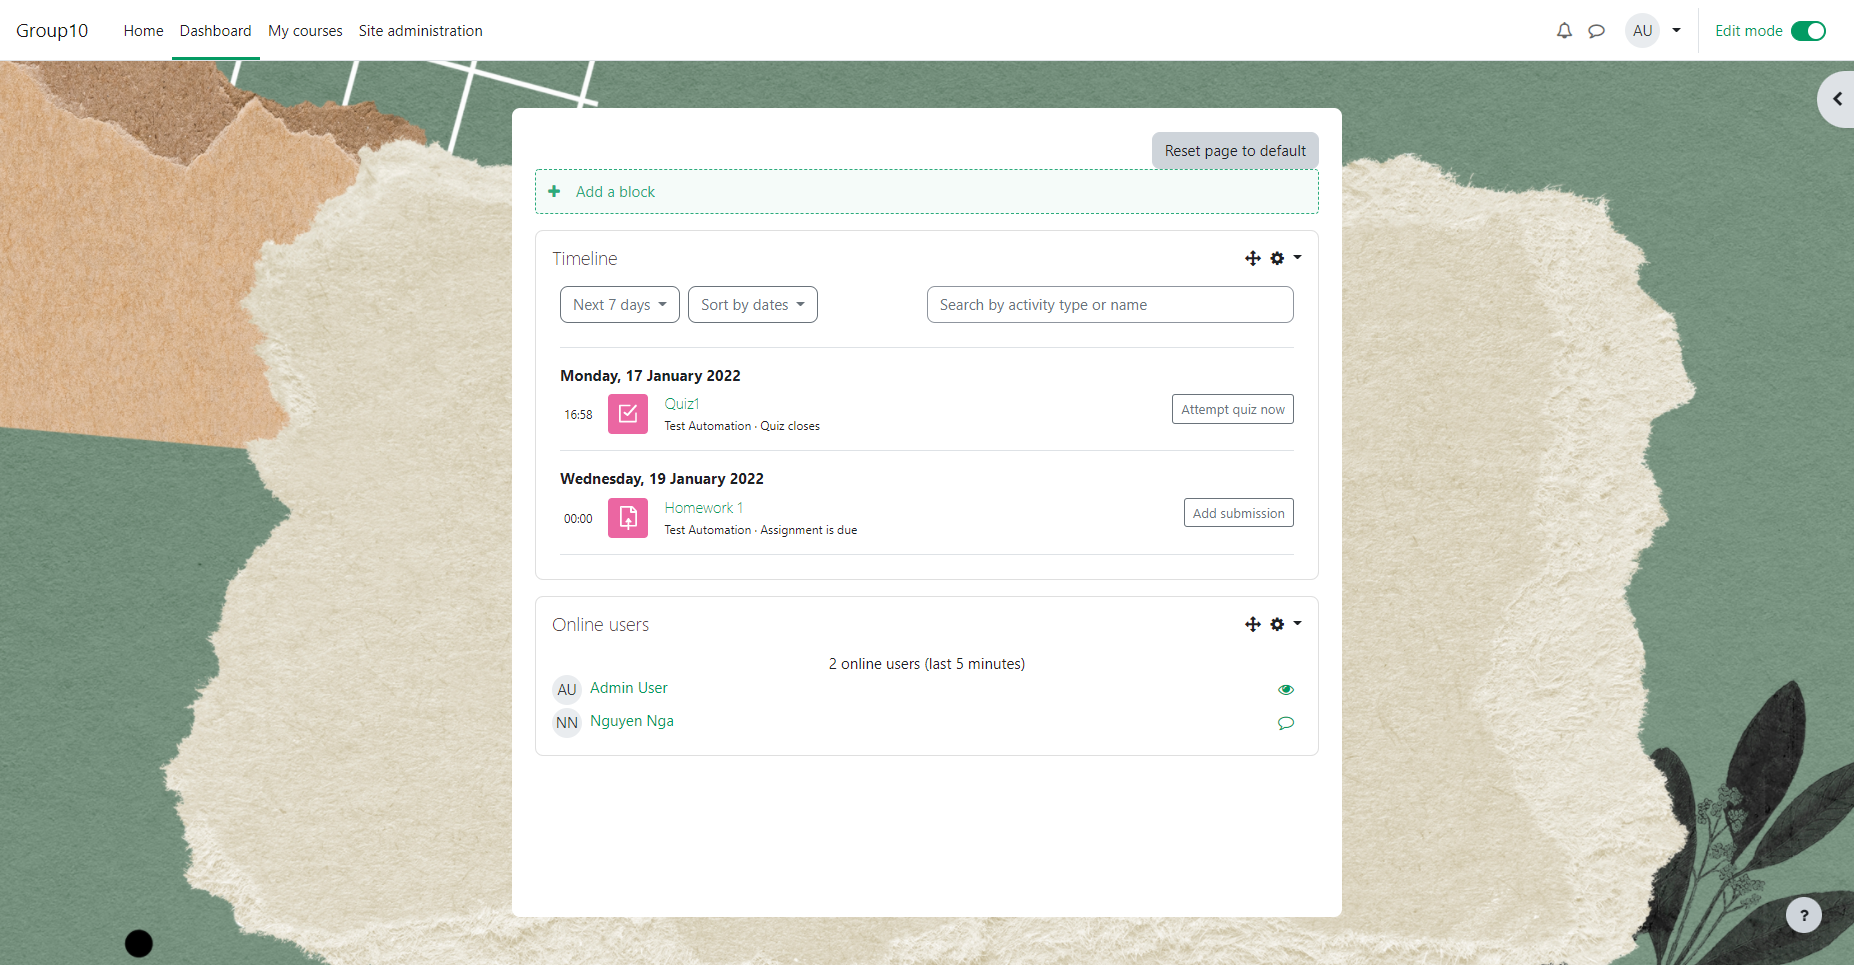 Group10 Home Dashboard My courses Site administration AU Edit mode
Reset page to default
Add a block
Timeline
Next 7 days Sort by dates Search by activity type or name
Monday, 17 January 2022
16:58 Quiz1 Attempt quiz now
Test Automation · Quiz closes
Wednesday, 19 January 2022
00:00 Homework 1 Add submission
Test Automation · Assignment is due
Online users
2 online users (last 5 minutes)
AU Admin User
NN Nguyen Nga
?